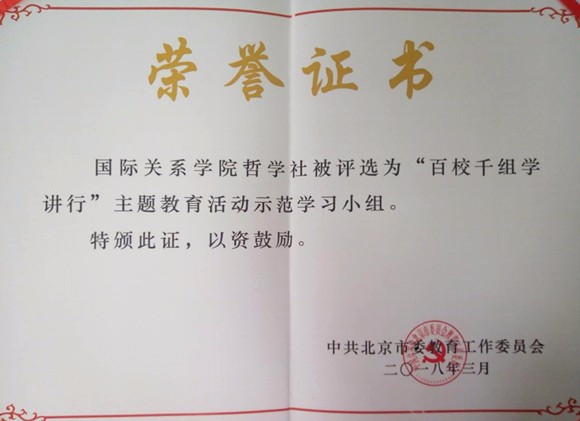 荣誉证书
国际关系学院哲学社被评选为“百校千组学
讲行”主题教育活动示范学习小组。
特颁此证，以资鼓励。
中共北京市委教育工作委员会
二〇一八年三月